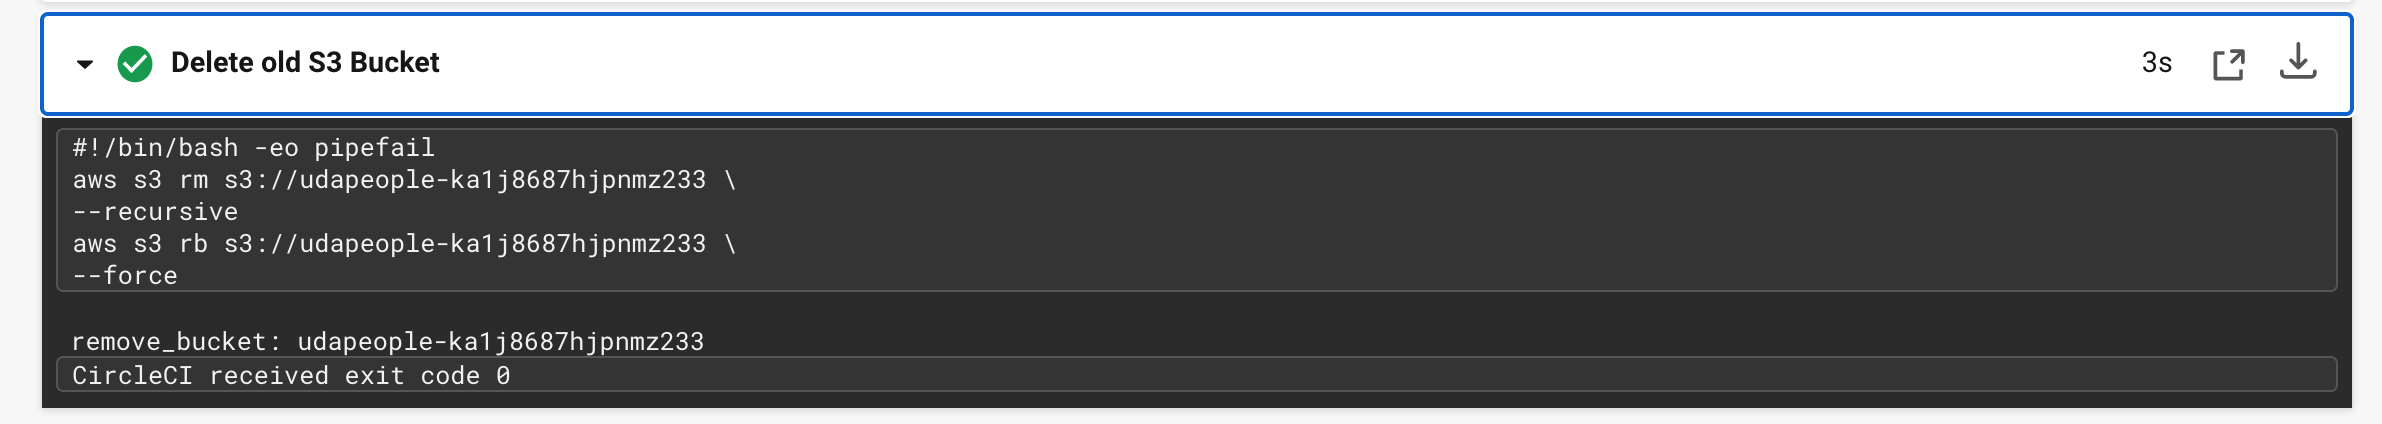 Delete old S3 Bucket
3s
#!/bin/bash -eo pipefail
aws s3 rm s3://udapeople-ka1j8687hjpnmz233 \
--recursive
aws s3 rb s3://udapeople-ka1j8687hjpnmz233 \
--force
remove_bucket: udapeople-ka1j8687hjpnmz233
CircleCI received exit code 0